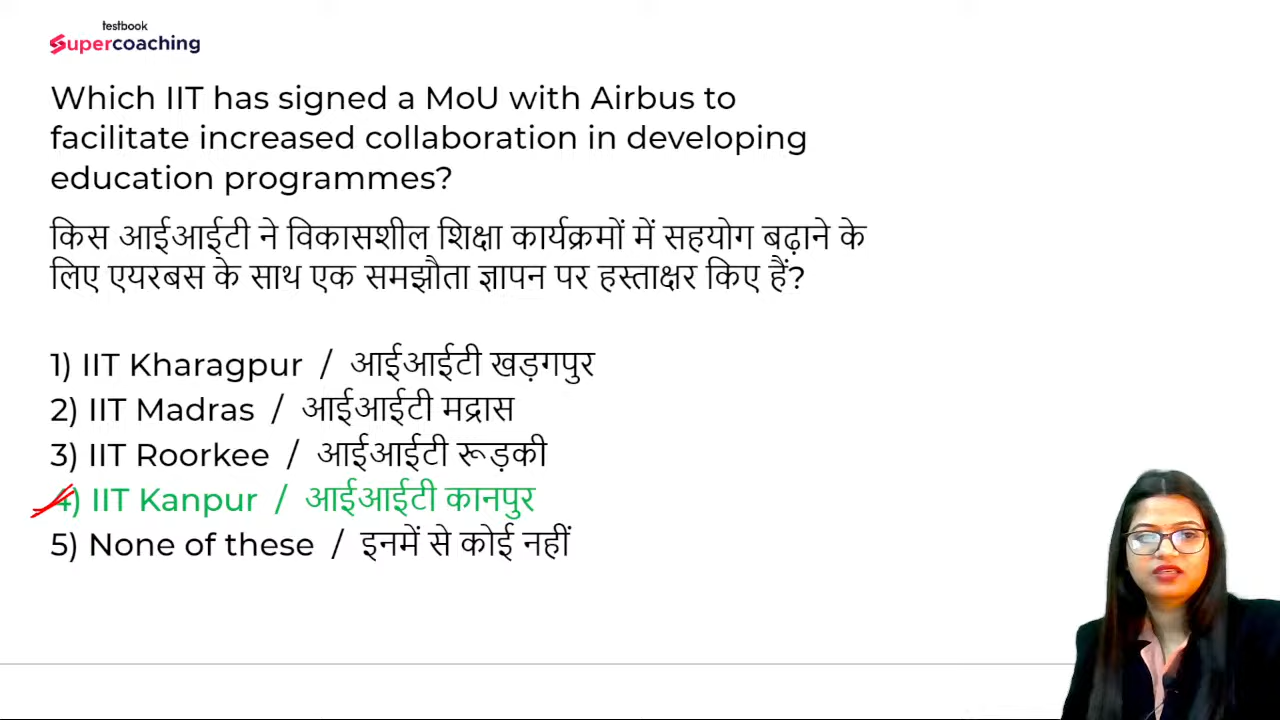 testbook
Supercoaching
Which IIT has signed a MoU with Airbus to
facilitate increased collaboration in developing
education programmes?
किस आईआईटी ने विकासशील शिक्षा कार्यक्रमों में सहयोग बढ़ाने के
लिए एयरबस के साथ एक समझौता ज्ञापन पर हस्ताक्षर किए हैं?
1) IIT Kharagpur / आईआईटी खड़गपुर
2) IIT Madras / आईआईटी मद्रास
3) IIT Roorkee / आईआईटी रूड़की
4) IIT Kanpur / आईआईटी कानपुर
5) None of these / इनमें से कोई नहीं